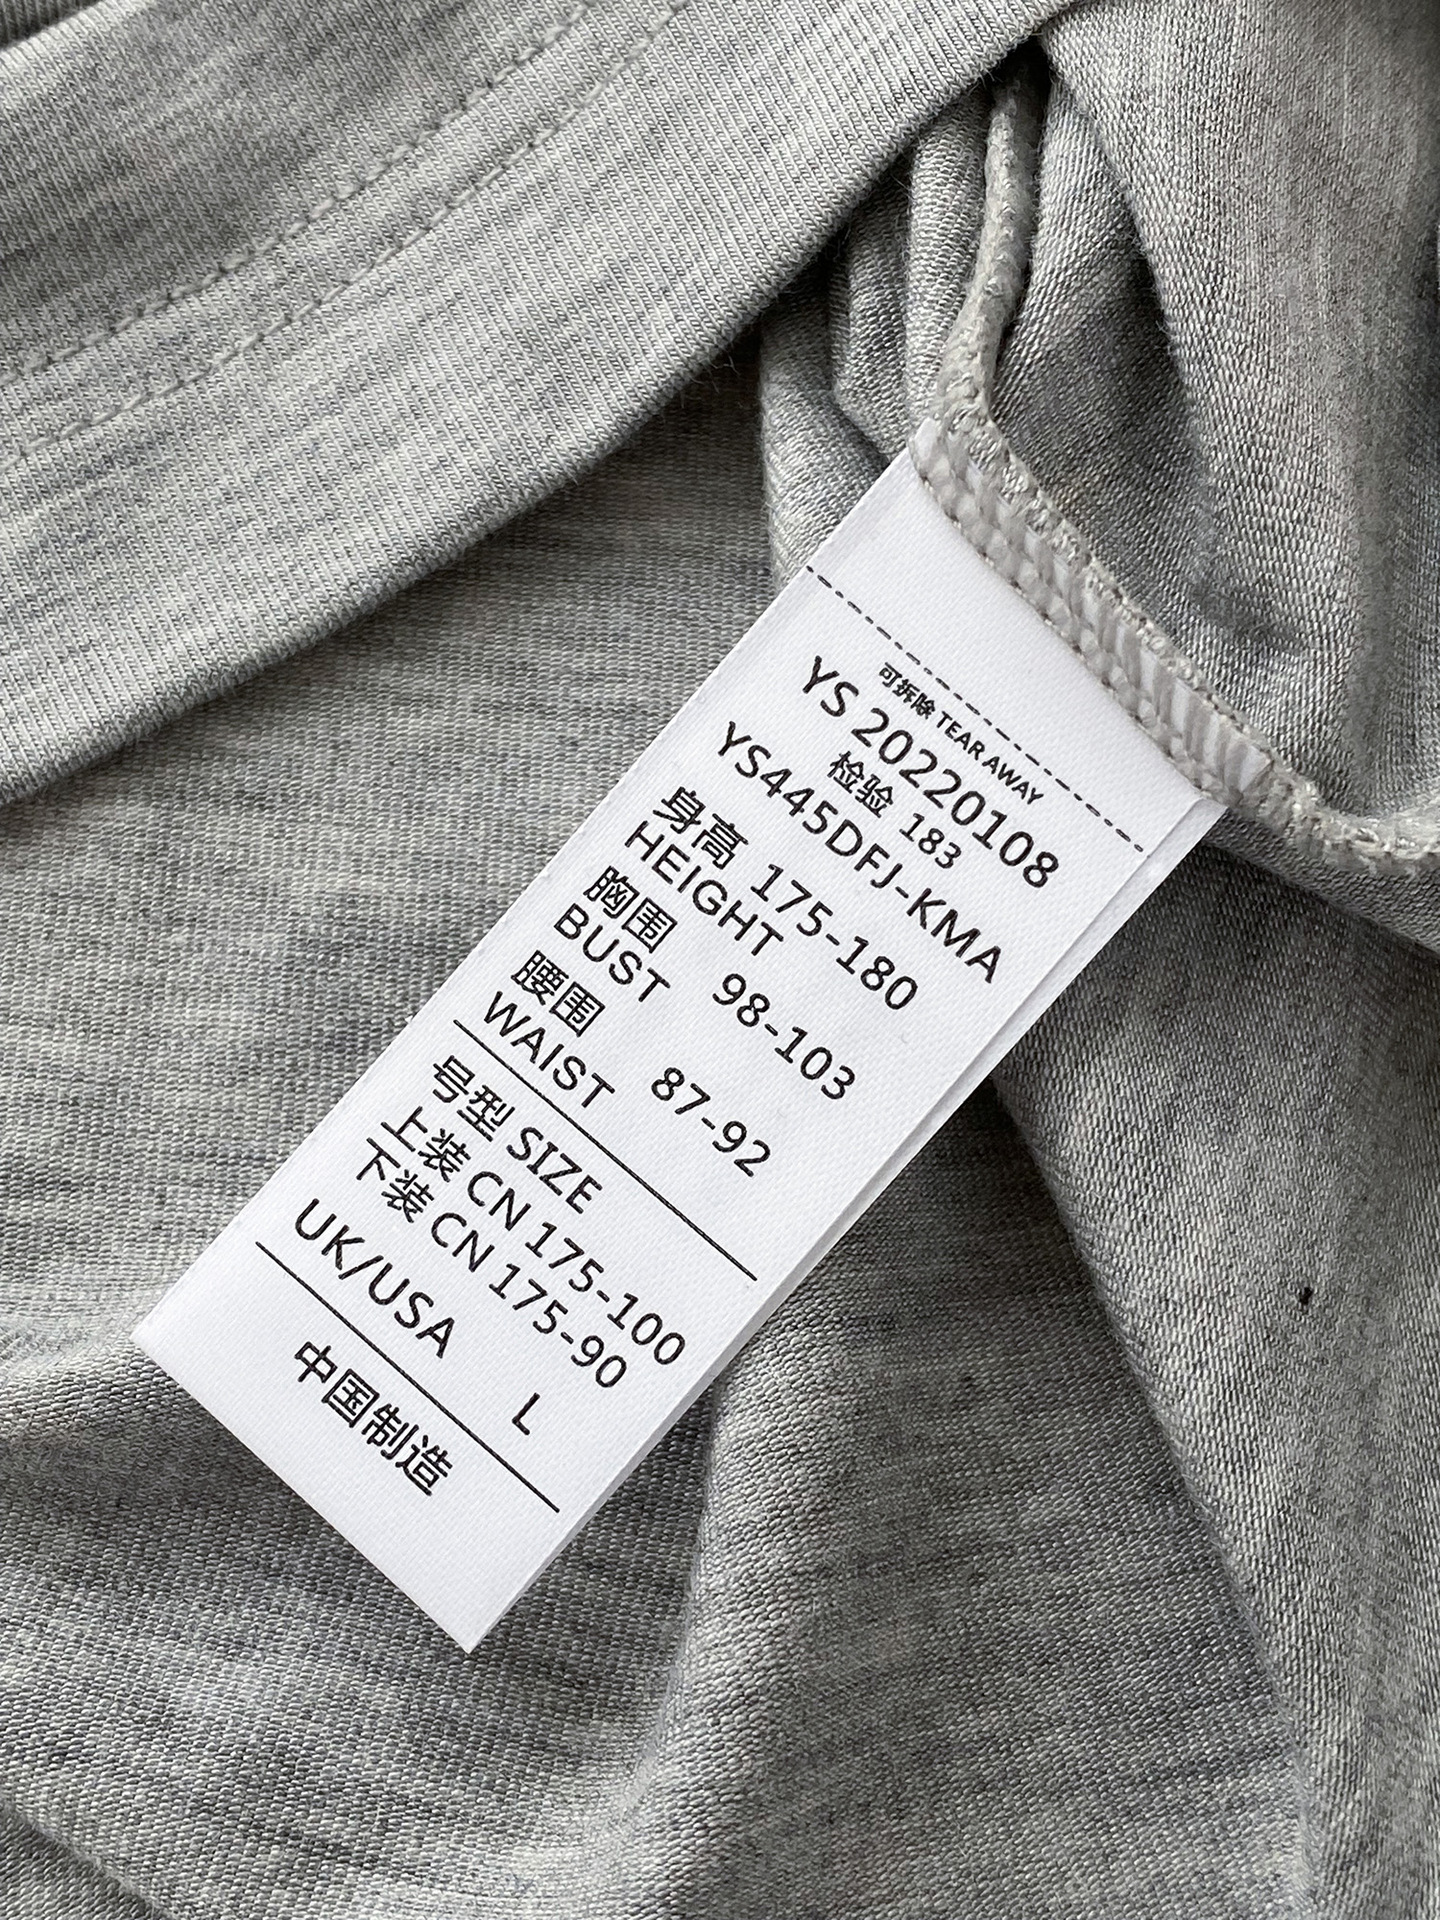 可拆除 TEAR AWAY
YS 20220108
检验 183
YS445DFJ-KMA
身高 175-180
HEIGHT
胸围 98-103
BUST
腰围 87-92
WAIST
号型 SIZE
上装 CN 175-100
下装 CN 175-90
UK/USA L
中国制造